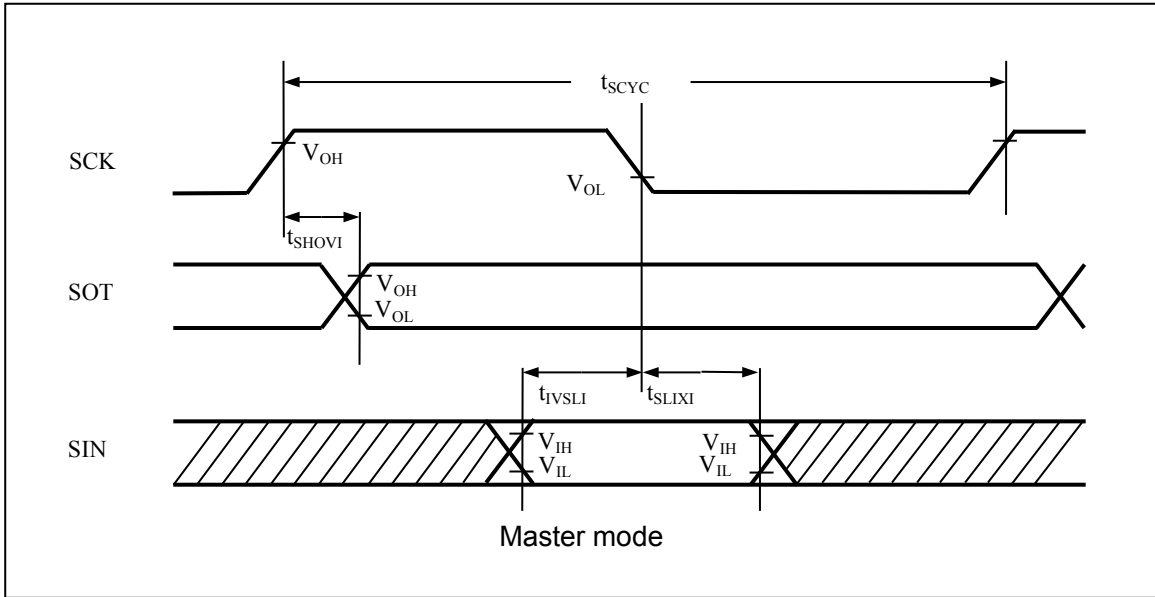 tSCYC
SCK
VOH
VOL
tSHOVI
SOT
VOH
VOL
tIVSLI
tSLIXI
SIN
VIH
VIH
VIL
VIL
Master mode